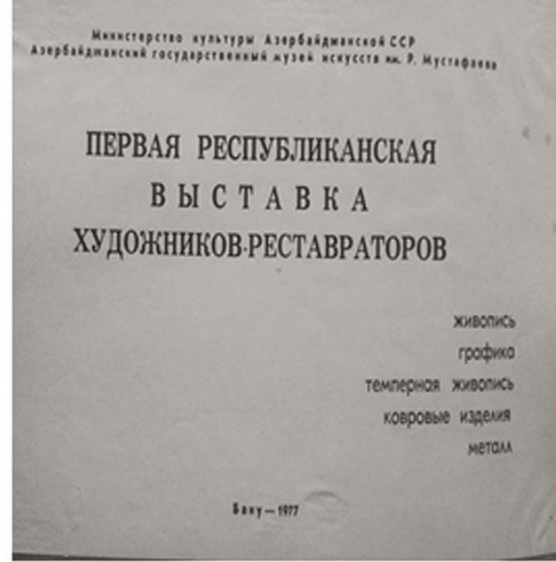 Министерство культуры Азербайджанской ССР
Азербайджанский государственный музей искусств им. Р. Мустафаева
ПЕРВАЯ РЕСПУБЛИКАНСКАЯ
ВЫСТАВКА
ХУДОЖНИКОВ-РЕСТАВРАТОРОВ
живопись
графика
темперная живопись
ковровые изделия
металл
Баку — 1977